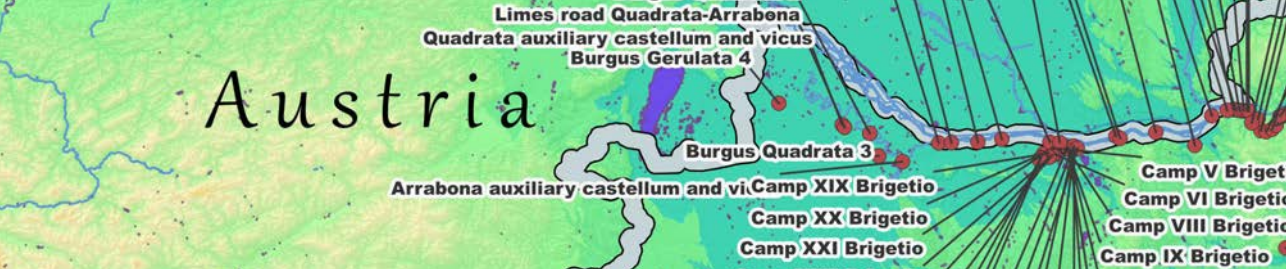 Limes road Quadrata-Arrabona
Quadrata auxiliary castellum and vicus
Burgus Gerulata 4
Austria
Burgus Quadrata 3
Arrabona auxiliary castellum and vic
Camp XIX Brigetio
Camp XX Brigetio
Camp XXI Brigetio
Camp V Briget
Camp VI Brigetio
Camp VIII Brigetio
Camp IX Brigetio